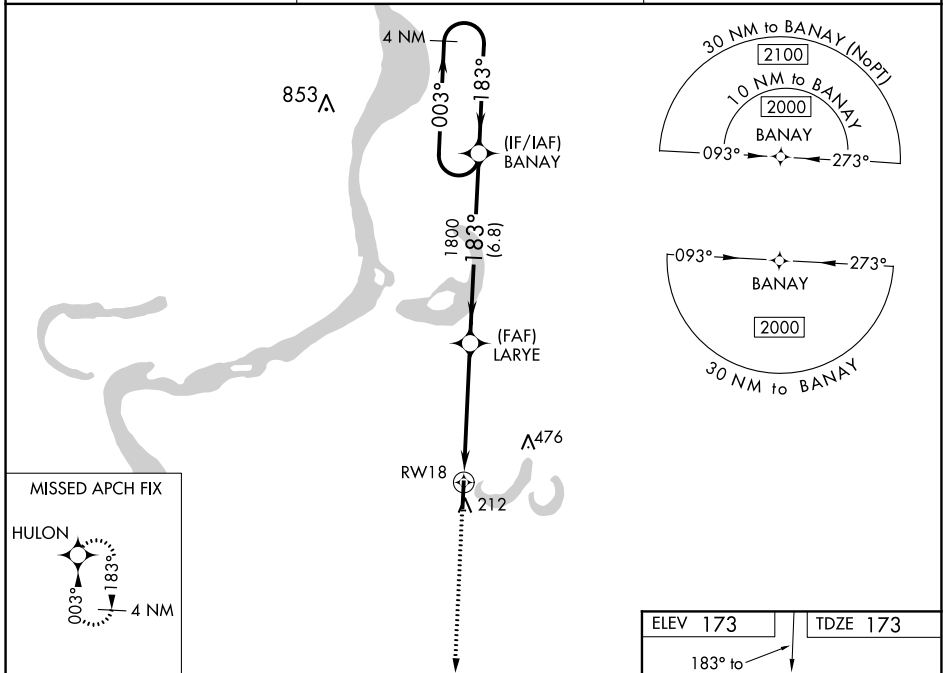 4 NM
853
003°
183°
(IF/IAF)
BANAY
1800
183°
(6.8)
(FAF)
LARYE
476
RW18
212
30 NM to BANAY (NoPT)
2100
10 NM to BANAY
2000
BANAY
093°
273°
093°
273°
BANAY
2000
30 NM to BANAY
MISSED APCH FIX
HULON
003°
183°
4 NM
ELEV 173
TDZE 173
183° to